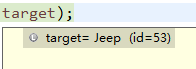 target);
target= Jeep (id=53)